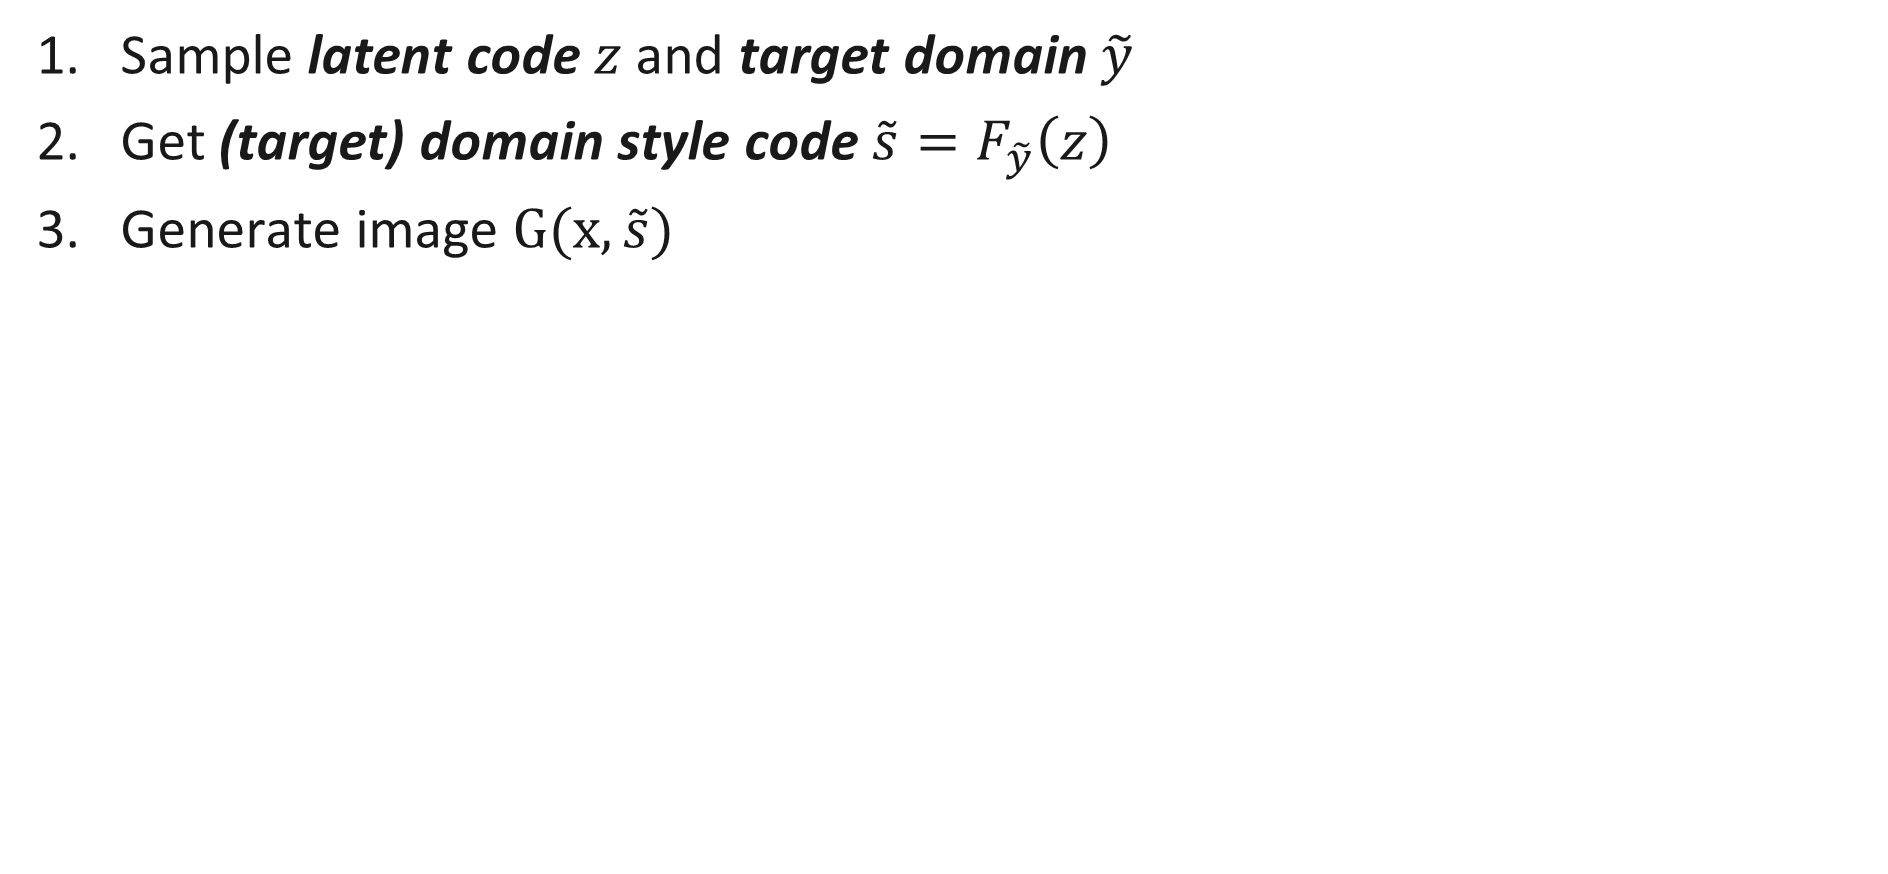 1. Sample latent code z and target domain ỹ
2. Get (target) domain style code s̃ = F_ỹ(z)
3. Generate image G(x, s̃)